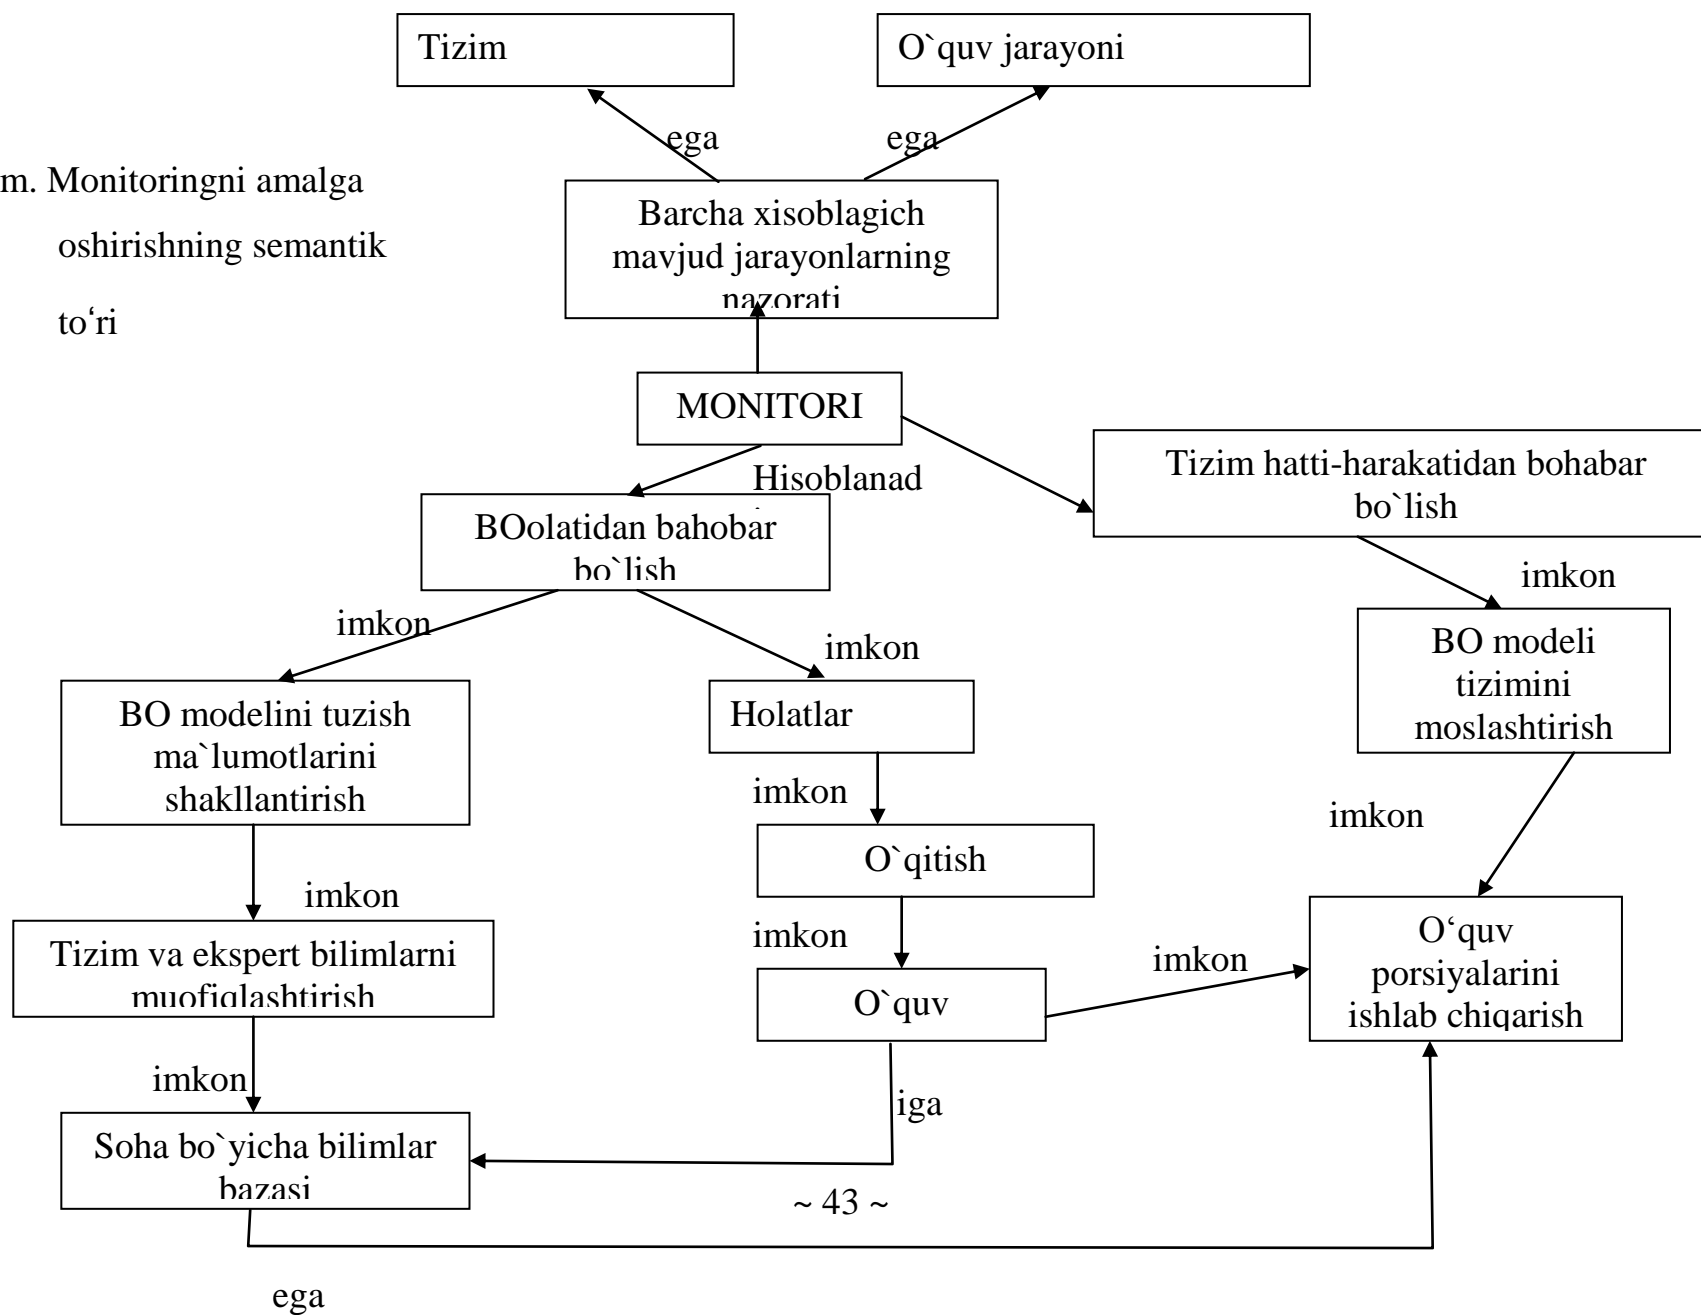 Tizim
O`quv jarayoni
ega
ega
m. Monitoringni amalga
oshirishning semantik
to‘ri
Barcha xisoblagich
mavjud jarayonlarning
nazorati
MONITORI
Hisoblanad
Tizim hatti-harakatidan bohabar
bo`lish
BOolatidan bahobar
bo`lish
imkon
imkon
imkon
BO modelini tuzish
ma`lumotlarini
shakllantirish
Holatlar
BO modeli
tizimini
moslashtirish
imkon
imkon
O`qitish
imkon
imkon
Tizim va ekspert bilimlarni
muofiqlashtirish
O`quv
imkon
O‘quv
porsiyalarini
ishlab chiqarish
imkon
iga
Soha bo`yicha bilimlar
bazasi
~ 43 ~
ega